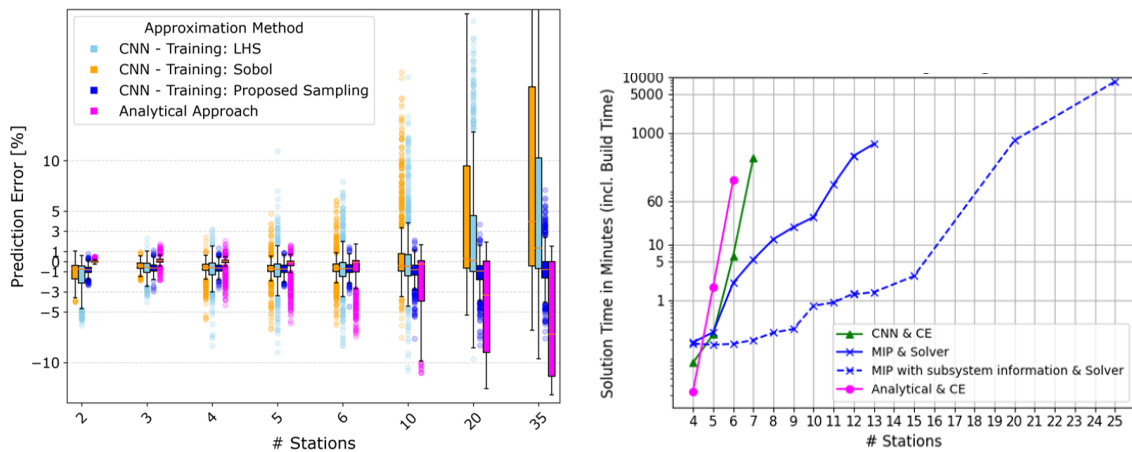 Approximation Method
CNN - Training: LHS
CNN - Training: Sobol
CNN - Training: Proposed Sampling
Analytical Approach
Prediction Error [%]
10
5
3
1
0
−1
−3
−5
−10
2
3
4
5
6
10
20
35
# Stations
Solution Time in Minutes (incl. Build Time)
10000
5000
1000
60
10
5
1
CNN & CE
MIP & Solver
MIP with subsystem information & Solver
Analytical & CE
4 5 6 7 8 9 10 11 12 13 14 15 16 17 18 19 20 21 22 23 24 25
# Stations